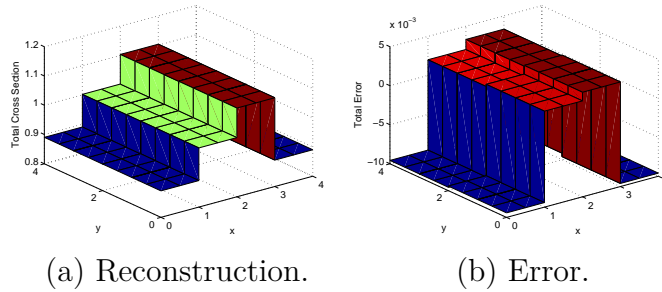 x 10⁻³
1.2
1.1
1
0.9
0.8
Total Cross Section
4
2
0
y
0
1
2
3
4
x
5
0
−5
−10
Total Error
4
2
0
y
0
1
2
3
4
x
(a) Reconstruction.
(b) Error.